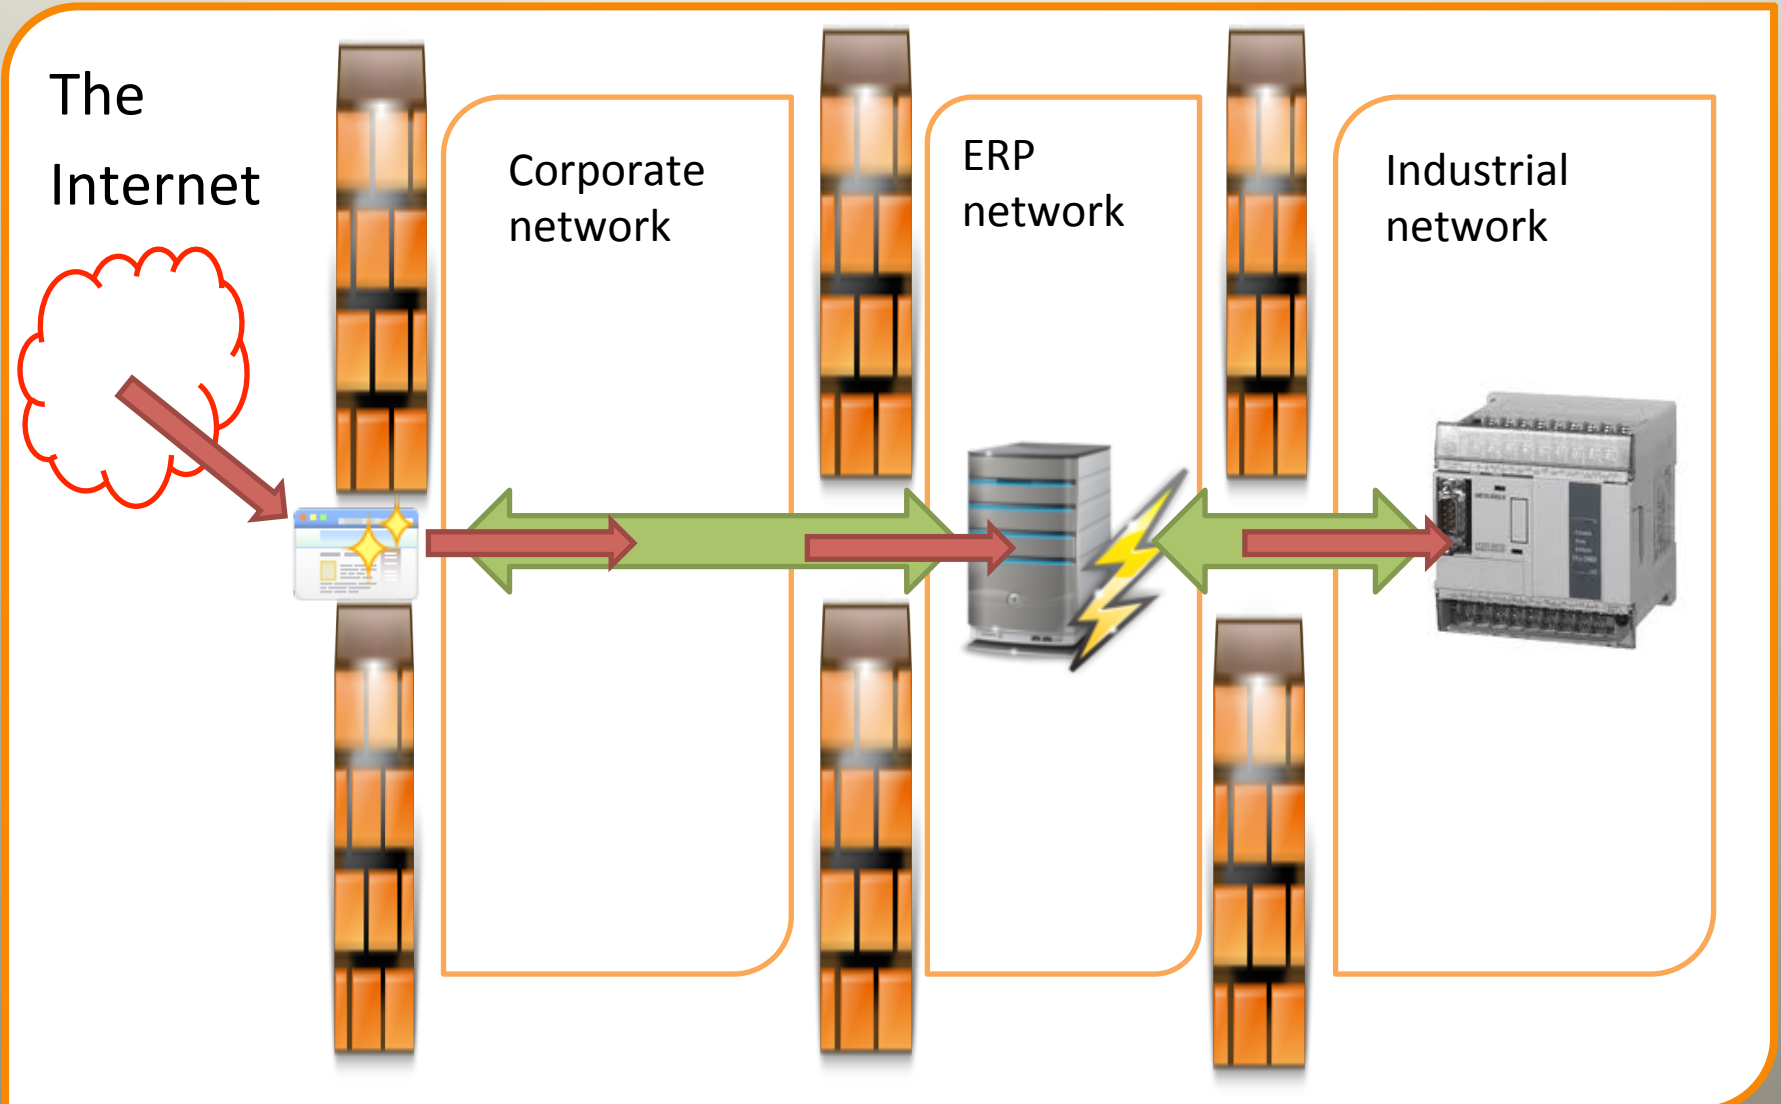 The
Internet
Corporate
network
ERP
network
Industrial
network